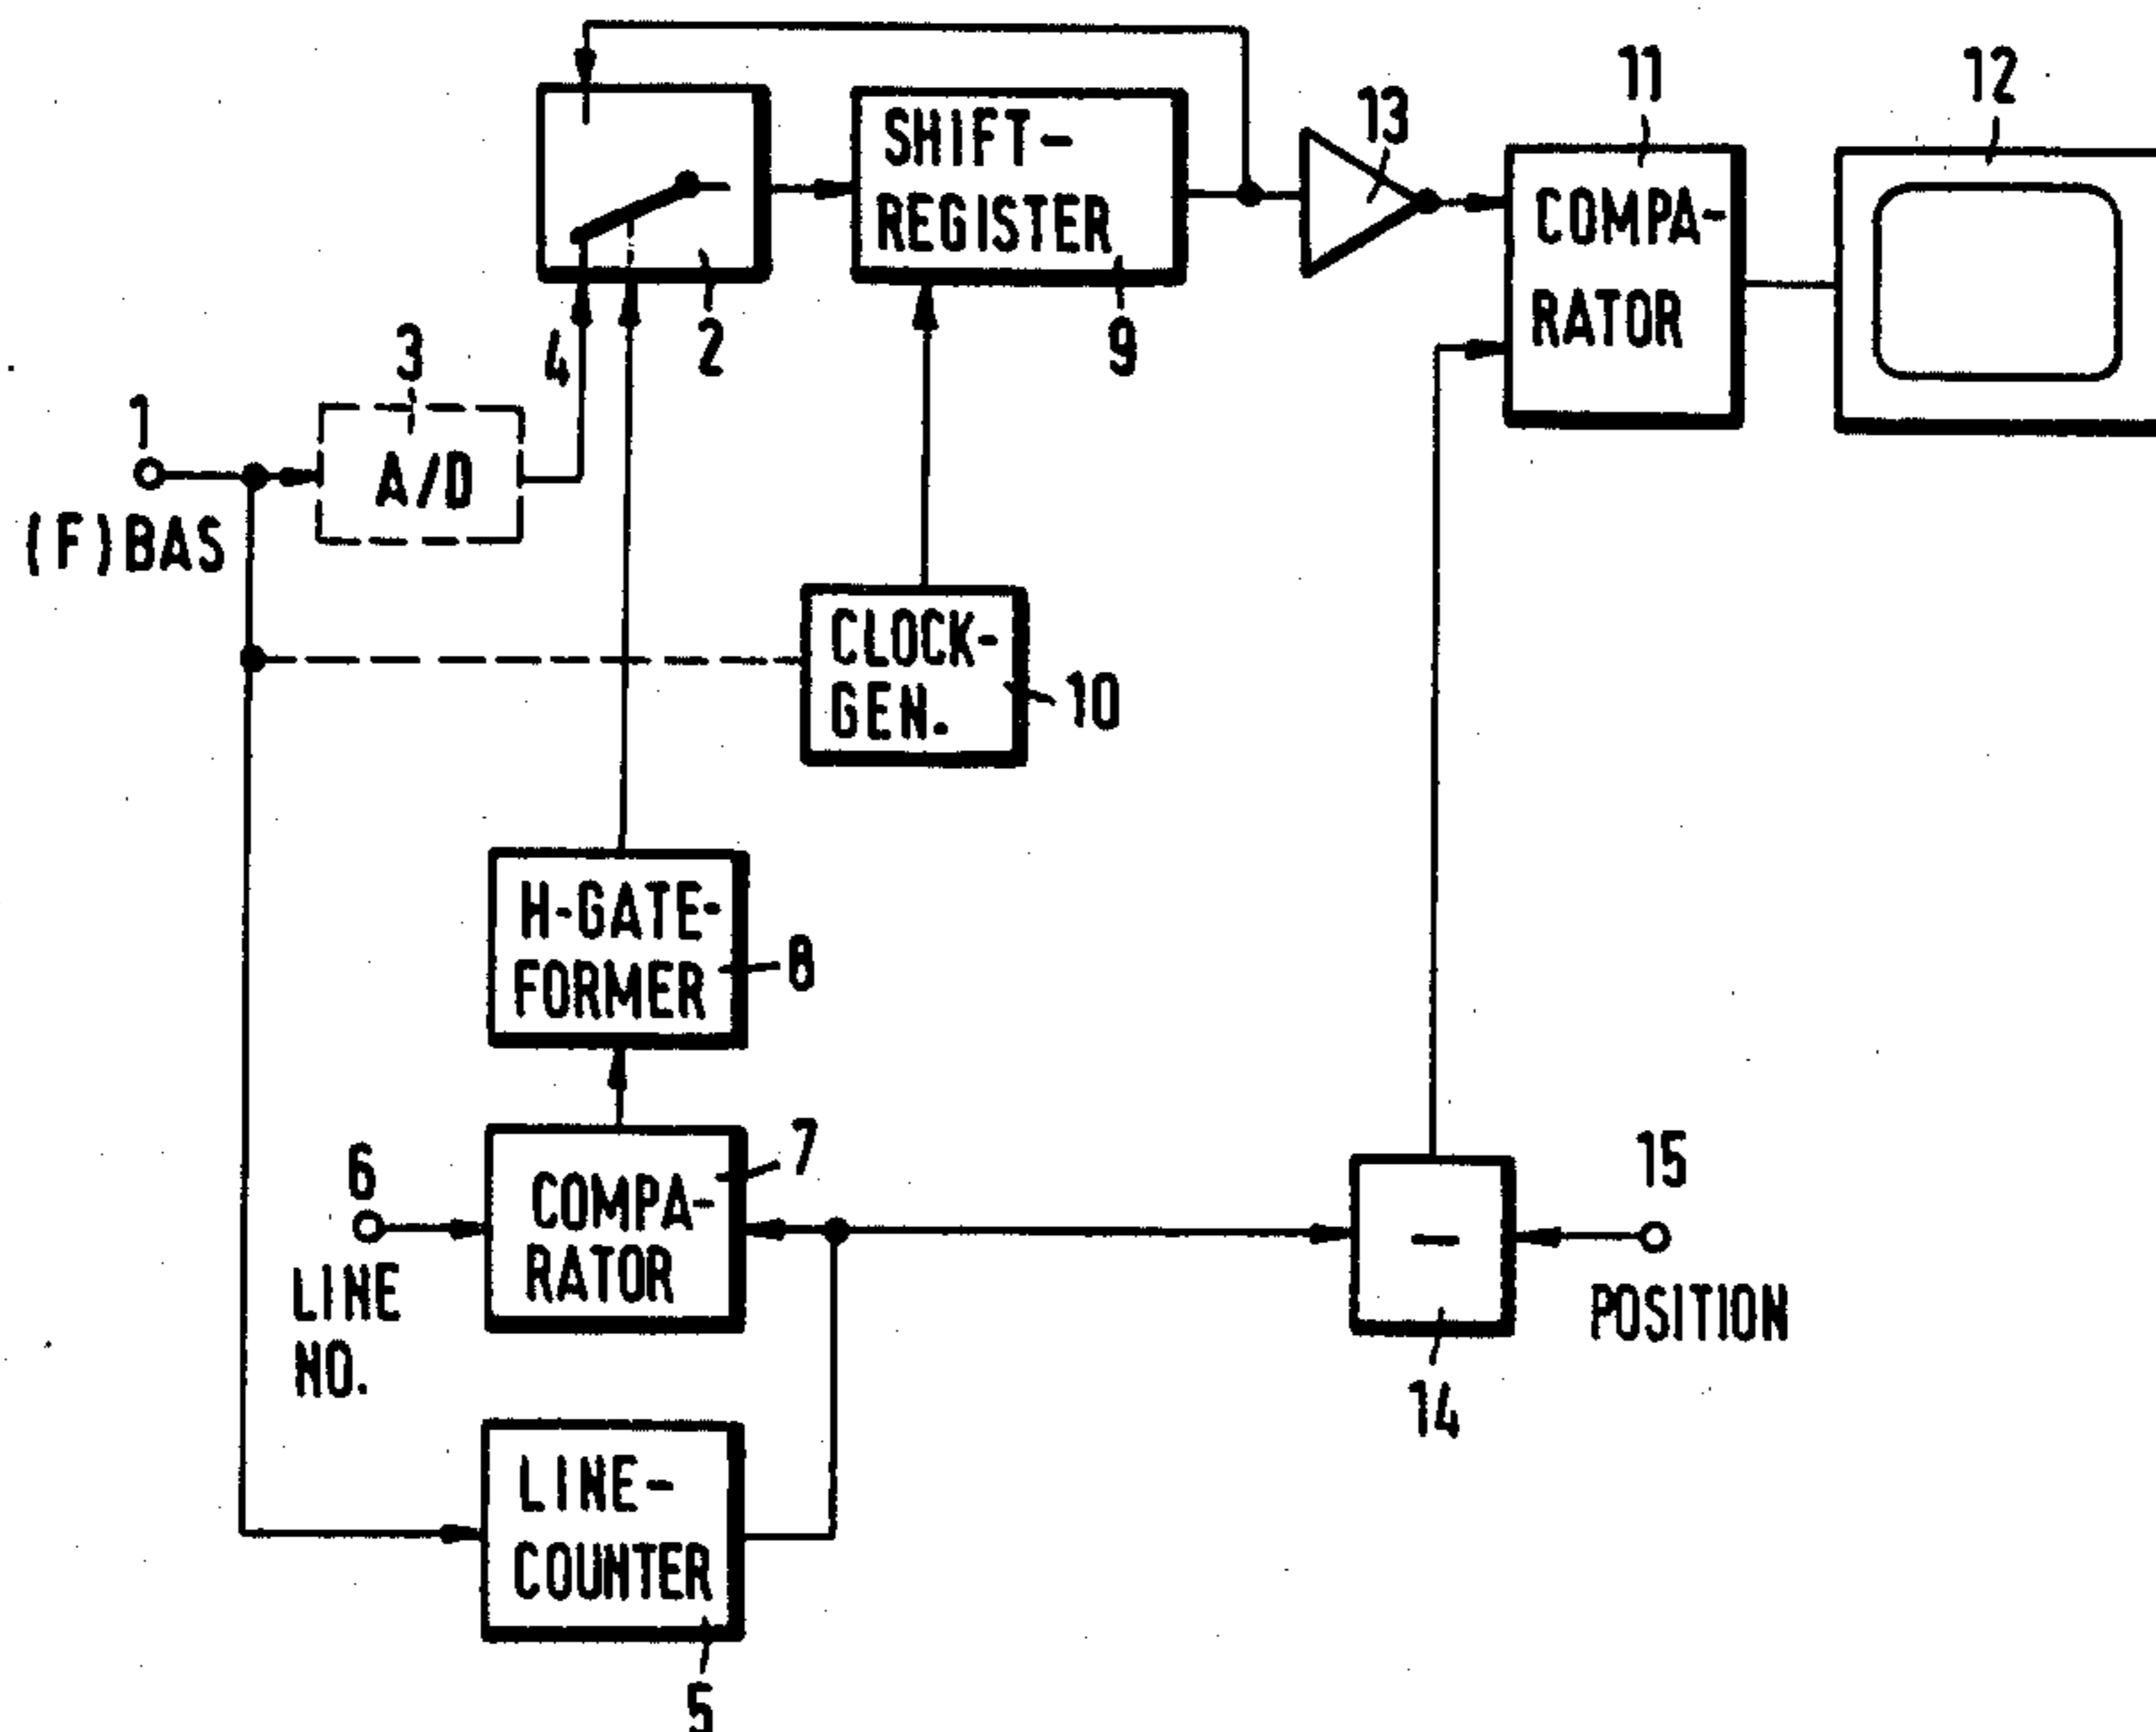 11
12
13
SHIFT-
REGISTER
COMPA-
RATOR
3
4
2
9
1
A/D
(F)BAS
CLOCK-
GEN.
10
H-GATE-
FORMER
8
7
6
15
COMPA-
RATOR
-
LINE
NO.
POSITION
14
LINE-
COUNTER
5